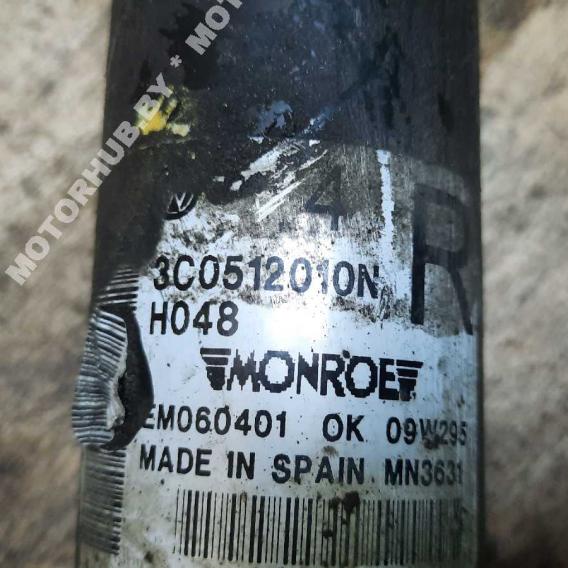 MOTORHUB.BY * MOT
4
R
3C0512010N
H048
MONROE
EM060401 OK 09W295
MADE IN SPAIN MN3631